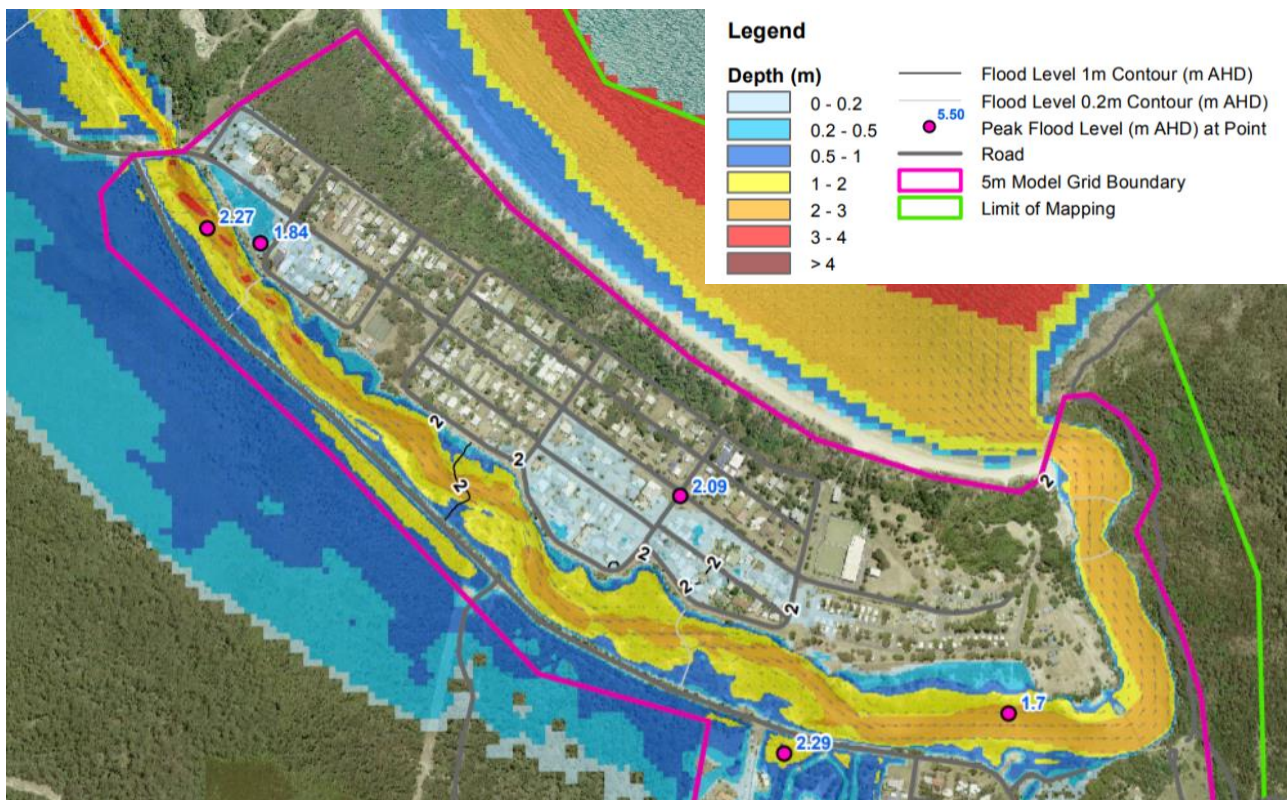 Legend
Depth (m)
0 - 0.2
0.2 - 0.5
0.5 - 1
1 - 2
2 - 3
3 - 4
> 4
Flood Level 1m Contour (m AHD)
Flood Level 0.2m Contour (m AHD)
5.50
Peak Flood Level (m AHD) at Point
Road
5m Model Grid Boundary
Limit of Mapping
2.27
1.84
2
2
2
2.09
2
2
2
2
2
1.7
2.29